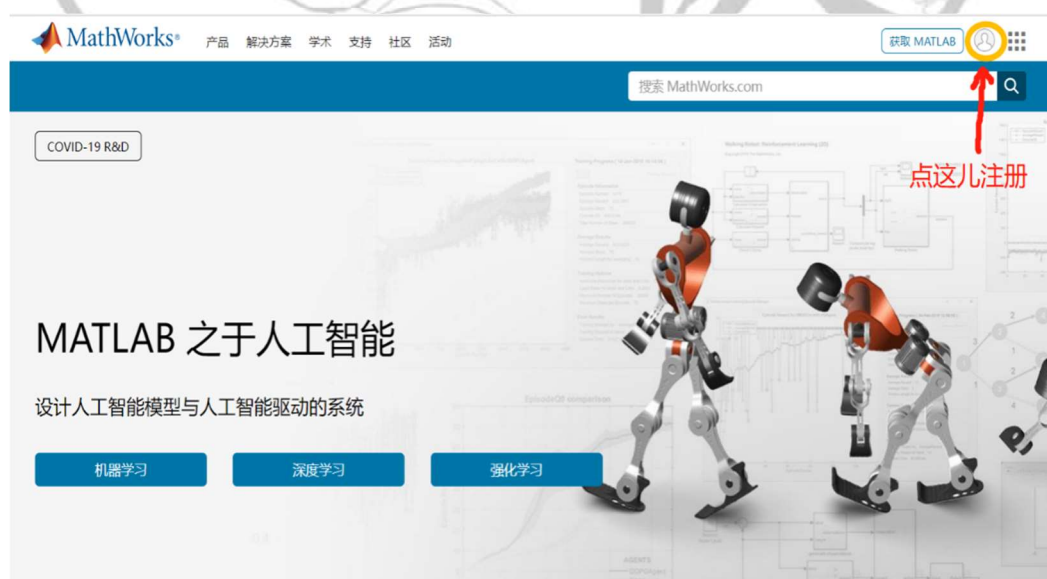 MathWorks®
产品 解决方案 学术 支持 社区 活动
获取 MATLAB
搜索 MathWorks.com
COVID-19 R&D
点这儿注册
MATLAB 之于人工智能
设计人工智能模型与人工智能驱动的系统
机器学习 深度学习 强化学习